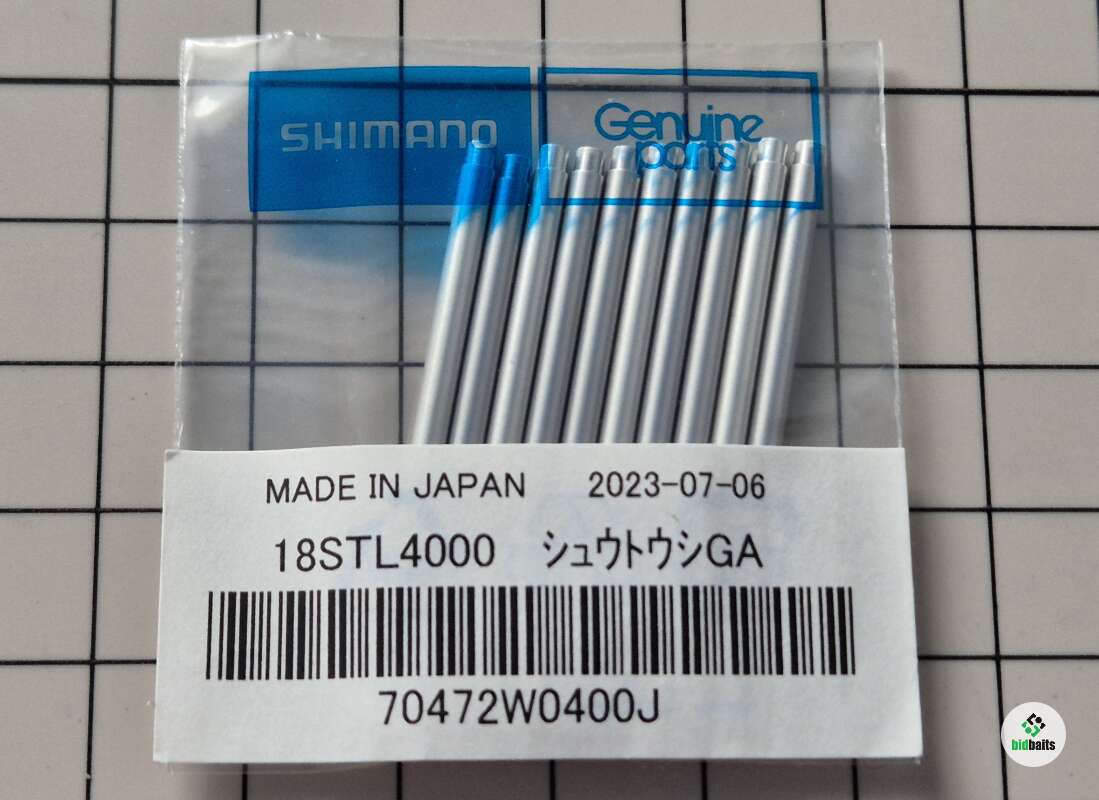 SHIMANO
Genuine
parts
MADE IN JAPAN 2023-07-06
18STL4000 シュウトウシGA
70472W0400J
bidbaits